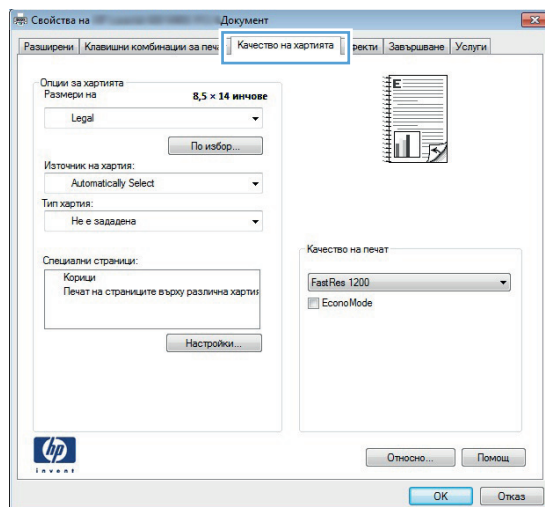 Свойства на Документ
Разширени Клавишни комбинации за печа Качество на хартията Завършване Услуги
Опции за хартията
Размери на 8,5 × 14 инчове
Legal
По избор...
Източник на хартия:
Automatically Select
Тип хартия:
Не е зададена
Специални страници:
Корици
Печат на страниците върху различна хартия
Настройки...
E
Качество на печат
FastRes 1200
EconoMode
hp
invent
Относно... Помощ
OK Отказ